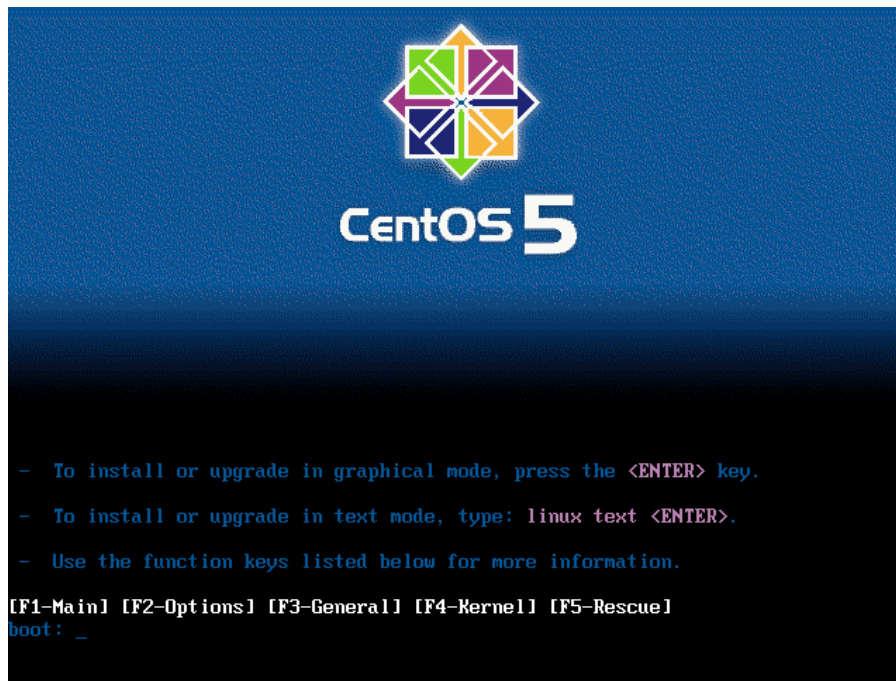 CentOS 5
- To install or upgrade in graphical mode, press the <ENTER> key.
- To install or upgrade in text mode, type: linux text <ENTER>.
- Use the function keys listed below for more information.
[F1-Main] [F2-Options] [F3-General] [F4-Kernel] [F5-Rescue]
boot: _